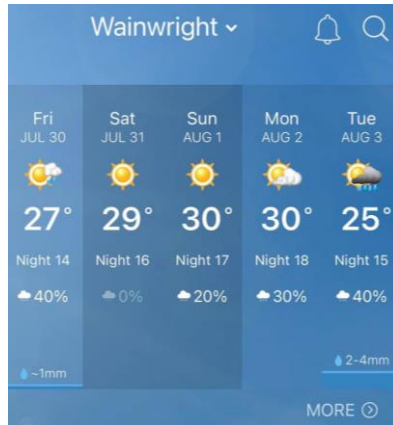 Wainwright
Fri Sat Sun Mon Tue
JUL 30 JUL 31 AUG 1 AUG 2 AUG 3
27° 29° 30° 30° 25°
Night 14 Night 16 Night 17 Night 18 Night 15
40% 0% 20% 30% 40%
~1mm 2-4mm
MORE